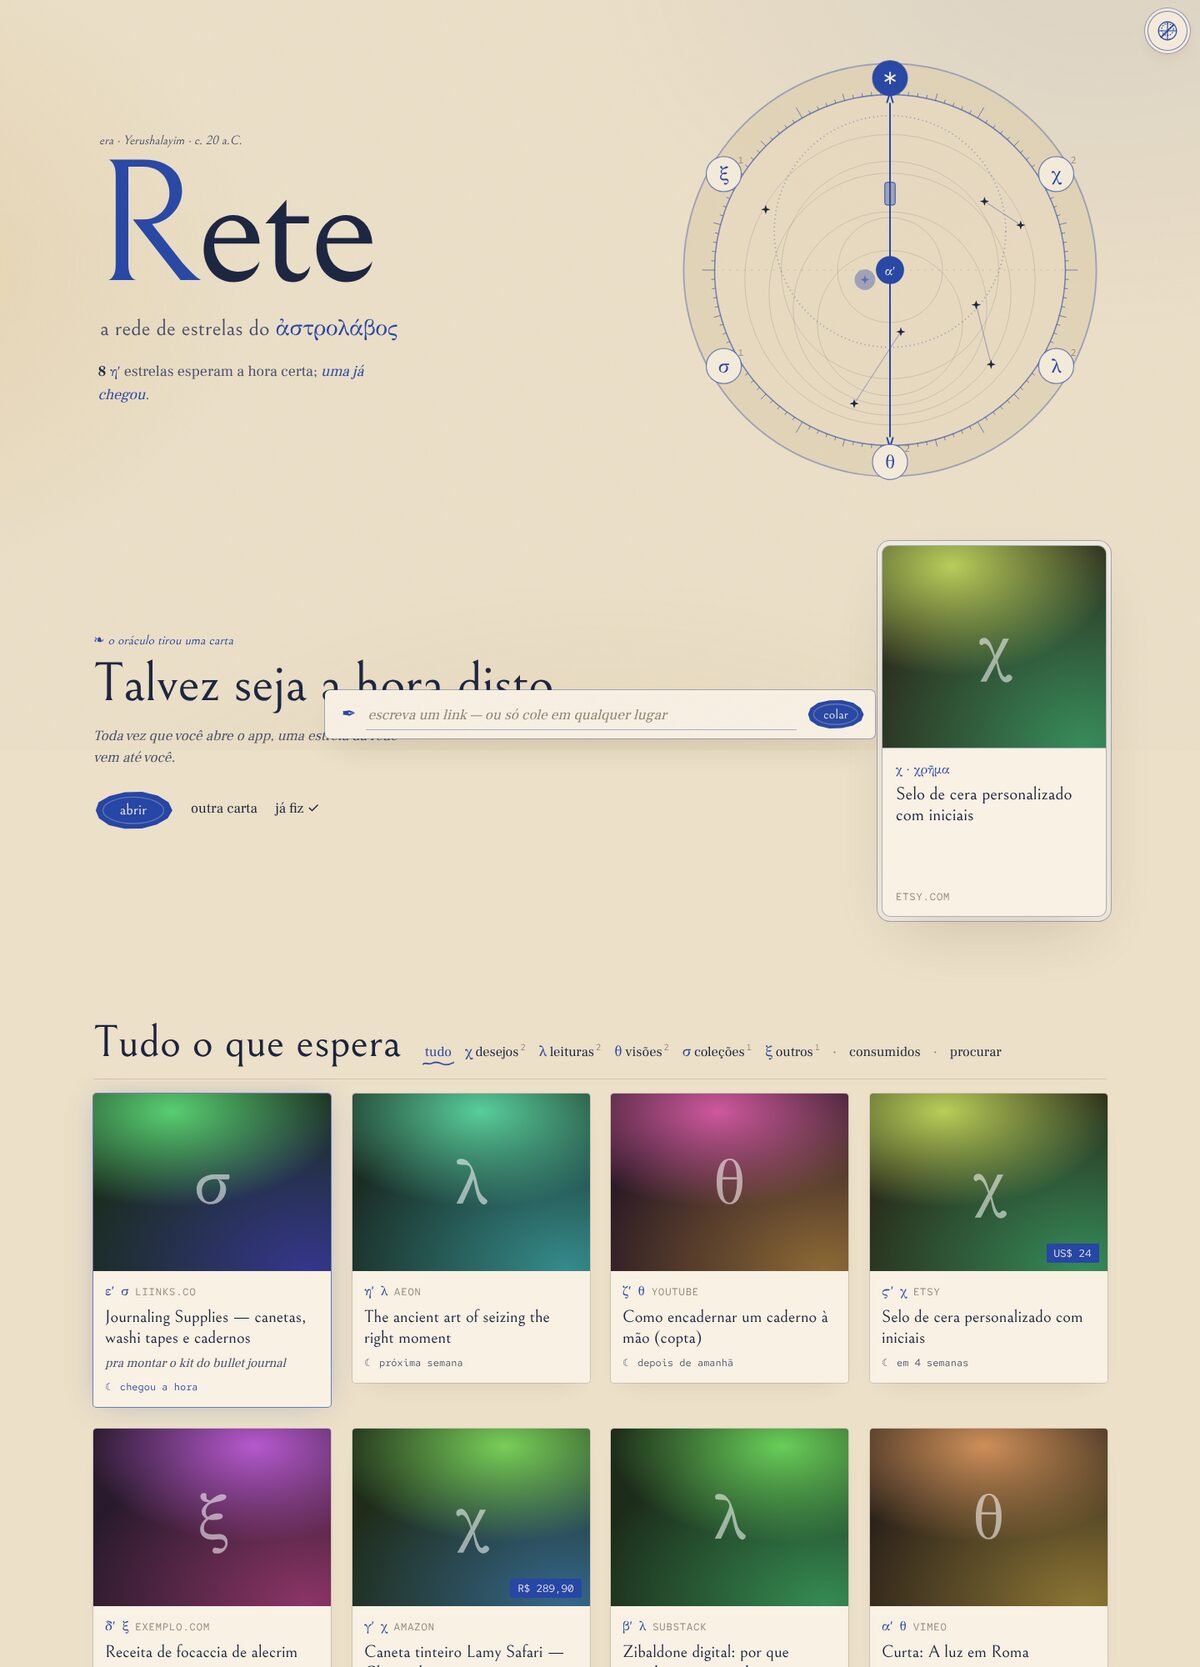 era · Yerushalayim · c. 20 a.C.
Rete
a rede de estrelas do ἀστρολάβος
8 η′ estrelas esperam a hora certa; uma já
chegou.
*
ξ 1
χ 2
α′
σ 1
λ 2
θ 2
❧ o oráculo tirou uma carta
Talvez seja a hora disto
escreva um link — ou só cole em qualquer lugar
colar
Toda vez que você abre o app, uma estrela da rede
vem até você.
abrir
outra carta
já fiz ✓
χ
χ · χρῆμα
Selo de cera personalizado
com iniciais
ETSY.COM
Tudo o que espera
tudo χ desejos 2 λ leituras 2 θ visões 2 σ coleções 1 ξ outros 1 · consumidos · procurar
σ
ε′ σ LIINKS.CO
Journaling Supplies — canetas,
washi tapes e cadernos
pra montar o kit do bullet journal
☾ chegou a hora
λ
η′ λ AEON
The ancient art of seizing the
right moment
☾ próxima semana
θ
ζ′ θ YOUTUBE
Como encadernar um caderno à
mão (copta)
☾ depois de amanhã
χ
US$ 24
ϛ′ χ ETSY
Selo de cera personalizado com
iniciais
☾ em 4 semanas
ξ
δ′ ξ EXEMPLO.COM
Receita de focaccia de alecrim
χ
R$ 289,90
γ′ χ AMAZON
Caneta tinteiro Lamy Safari —
λ
β′ λ SUBSTACK
Zibaldone digital: por que
θ
α′ θ VIMEO
Curta: A luz em Roma